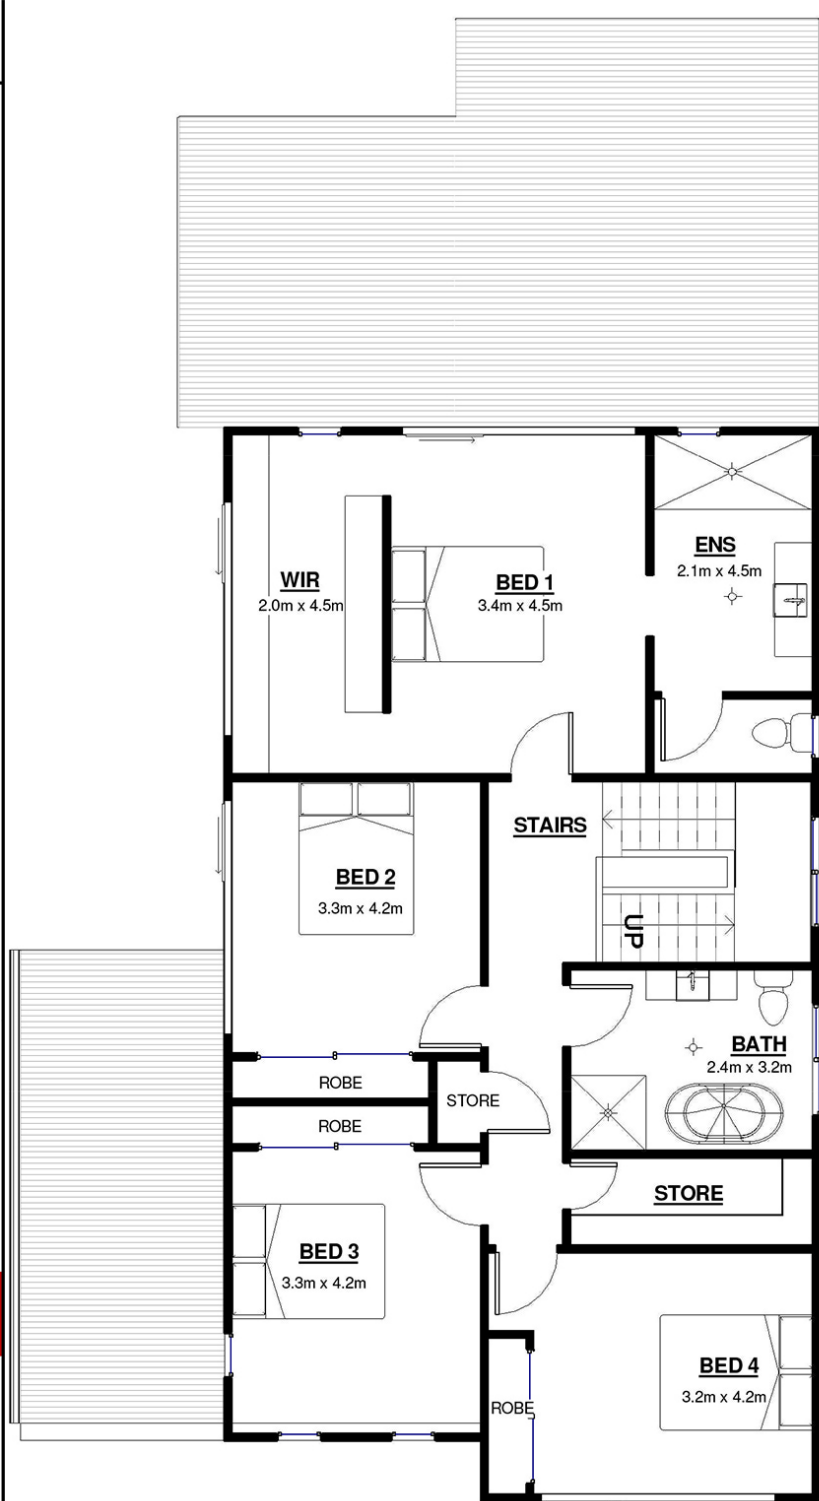 ENS
2.1m x 4.5m
WIR
2.0m x 4.5m
BED 1
3.4m x 4.5m
STAIRS
BED 2
3.3m x 4.2m
UP
BATH
2.4m x 3.2m
ROBE
STORE
ROBE
STORE
BED 3
3.3m x 4.2m
BED 4
3.2m x 4.2m
ROBE